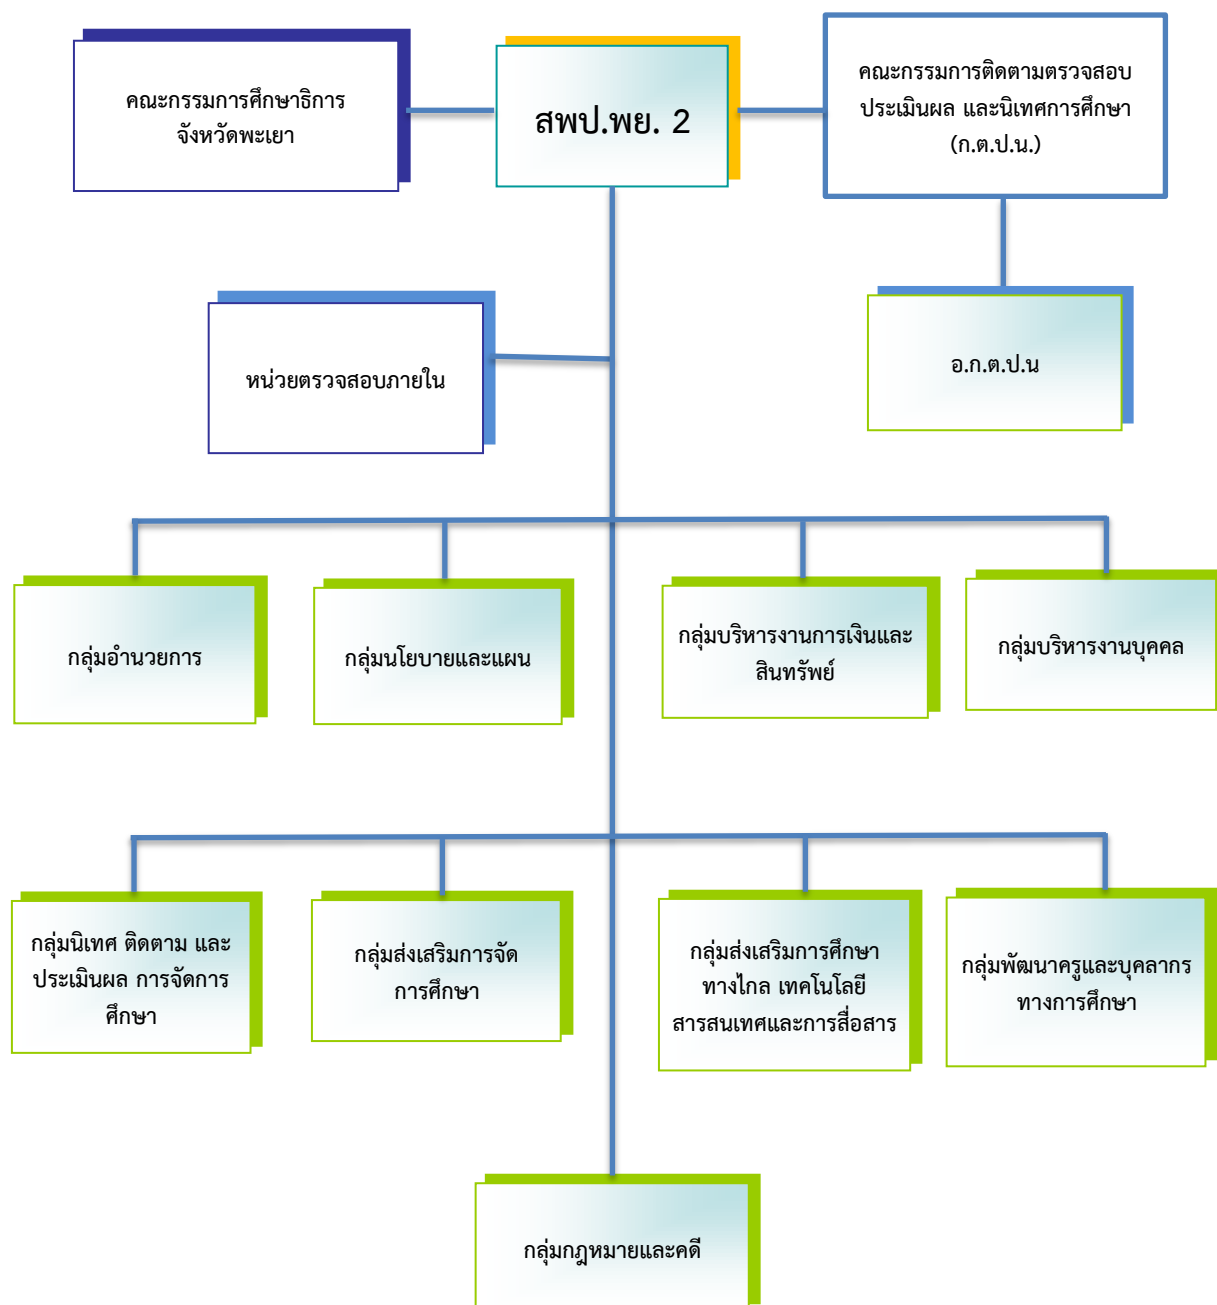 คณะกรรมการศึกษาธิการ
จังหวัดพะเยา
สพป.พย. 2
คณะกรรมการติดตามตรวจสอบ
ประเมินผล และนิเทศการศึกษา
(ก.ต.ป.น.)
หน่วยตรวจสอบภายใน
อ.ก.ต.ป.น
กลุ่มอำนวยการ
กลุ่มนโยบายและแผน
กลุ่มบริหารงานการเงินและ
สินทรัพย์
กลุ่มบริหารงานบุคคล
กลุ่มนิเทศ ติดตาม และ
ประเมินผล การจัดการ
ศึกษา
กลุ่มส่งเสริมการจัด
การศึกษา
กลุ่มส่งเสริมการศึกษา
ทางไกล เทคโนโลยี
สารสนเทศและการสื่อสาร
กลุ่มพัฒนาครูและบุคลากร
ทางการศึกษา
กลุ่มกฎหมายและคดี